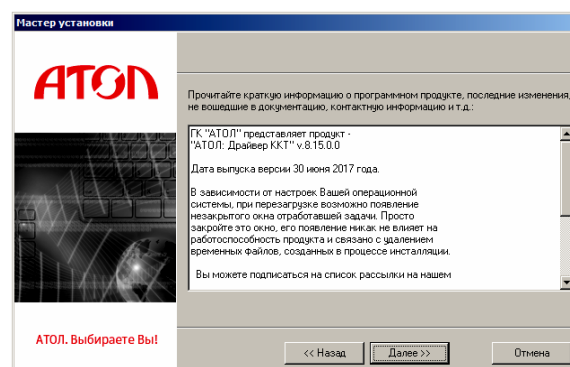 Мастер установки
АТОЛ
Прочитайте краткую информацию о программном продукте, последние изменения,
не вошедшие в документацию, контактную информацию и т.д.:
ГК "АТОЛ" представляет продукт -
"АТОЛ: Драйвер ККТ" v.8.15.0.0
Дата выпуска версии 30 июня 2017 года.
В зависимости от настроек Вашей операционной
системы, при перезагрузке возможно появление
незакрытого окна отработавшей задачи. Просто
закройте это окно, его появление никак не влияет на
работоспособность продукта и связано с удалением
временных файлов, созданных в процессе инсталляции.
Вы можете подписаться на список рассылки на нашем
АТОЛ. Выбираете Вы!
<< Назад
Далее >>
Отмена